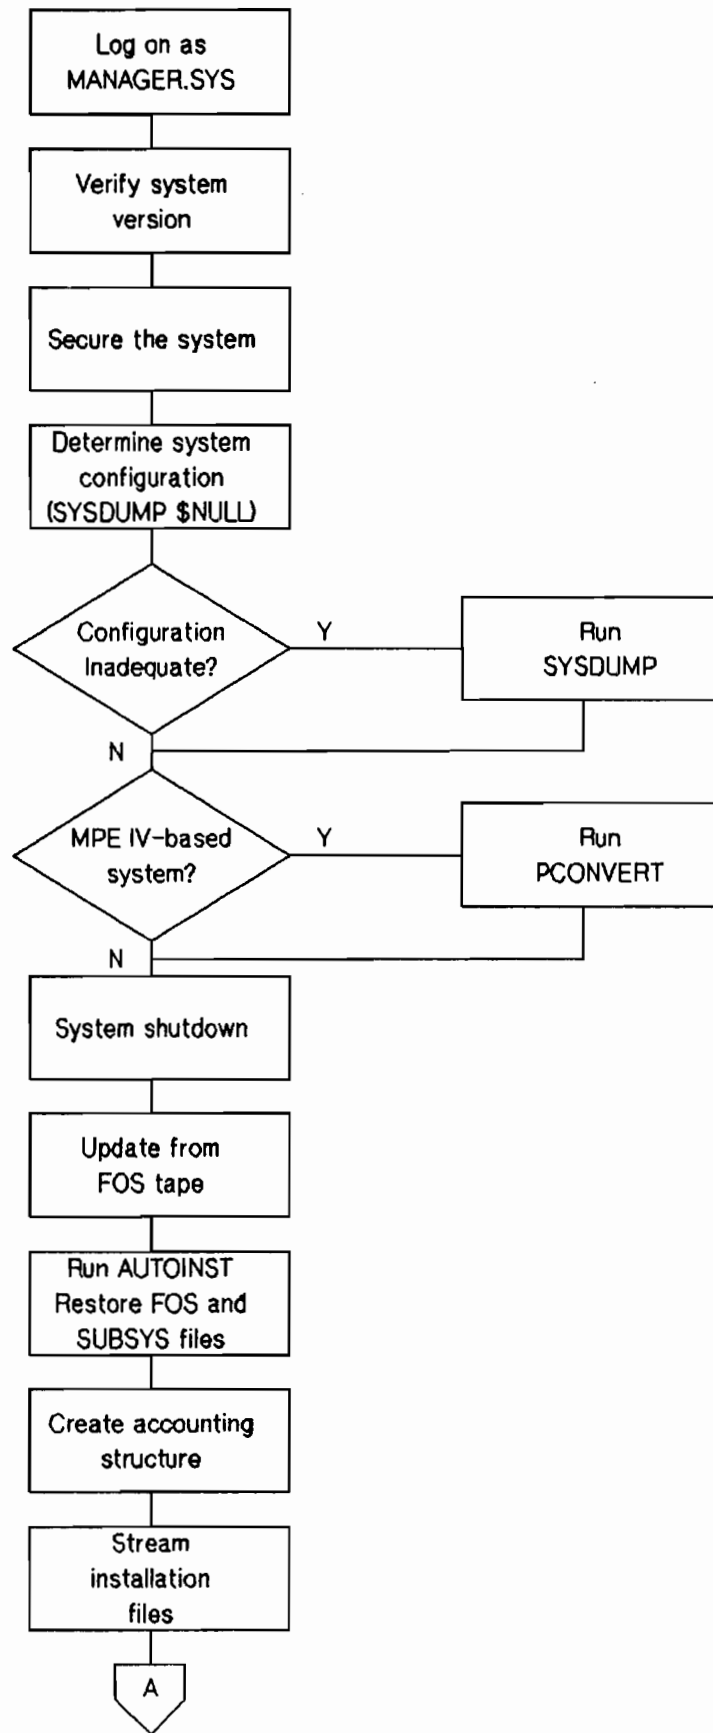 Log on as
MANAGER.SYS
Verify system
version
Secure the system
Determine system
configuration
(SYSDUMP $NULL)
Configuration
Inadequate?
Y
Run
SYSDUMP
N
MPE IV-based
system?
Y
Run
PCONVERT
N
System shutdown
Update from
FOS tape
Run AUTOINST
Restore FOS and
SUBSYS files
Create accounting
structure
Stream
installation
files
A